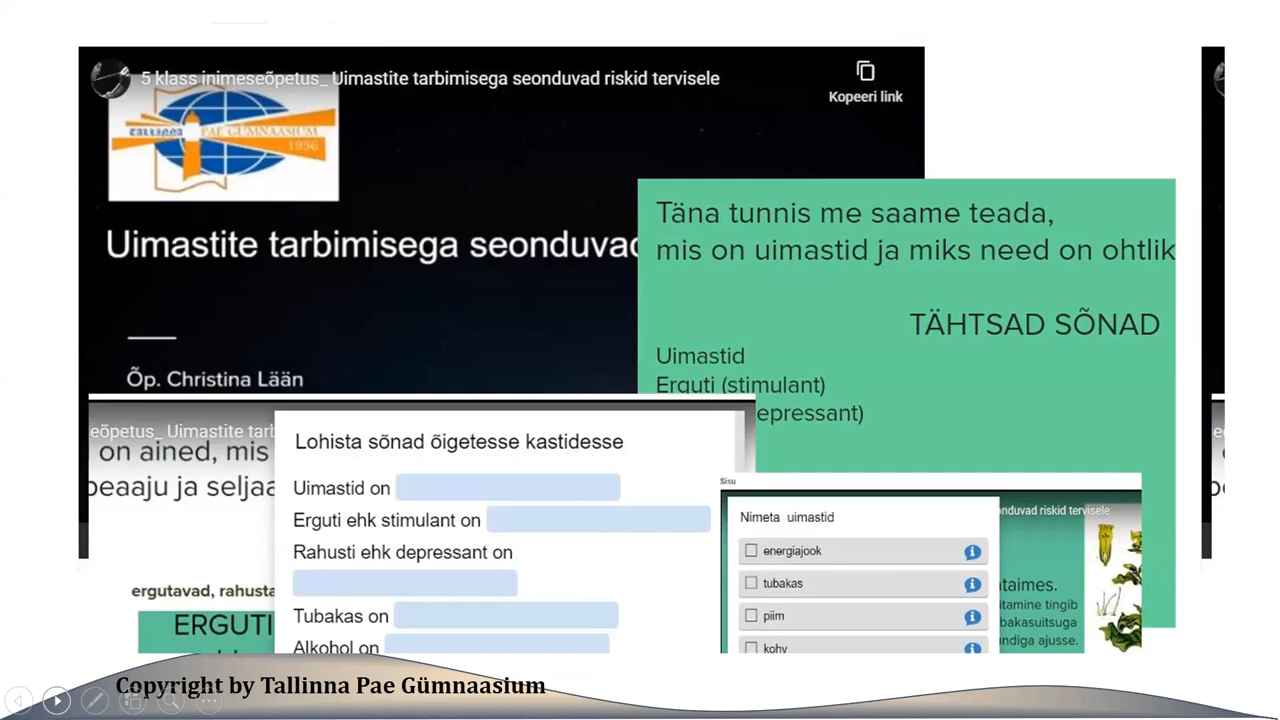 5 klass inimeseõpetus_ Uimastite tarbimisega seonduvad riskid tervisele
Kopeeri link
TALLINNA PAE GÜMNAASIUM
1956
Uimastite tarbimisega seonduvad
Õp. Christina Lään
Täna tunnis me saame teada,
mis on uimastid ja miks need on ohtlik
TÄHTSAD SÕNAD
Uimastid
Erguti (stimulant)
epressant)
eõpetus_ Uimastite tarb
on ained, mis
peaaju ja seljaa
ergutavad, rahusta
ERGUTI
Lohista sõnad õigetesse kastidesse
Uimastid on
Erguti ehk stimulant on
Rahusti ehk depressant on
Tubakas on
Alkohol on
Sisu
Nimeta uimastid
energiajook
tubakas
piim
kohv
nduvad riskid tervisele
taimes.
itamine tingib
bakasuitsuga
undiga ajusse.
Copyright by Tallinna Pae Gümnaasium